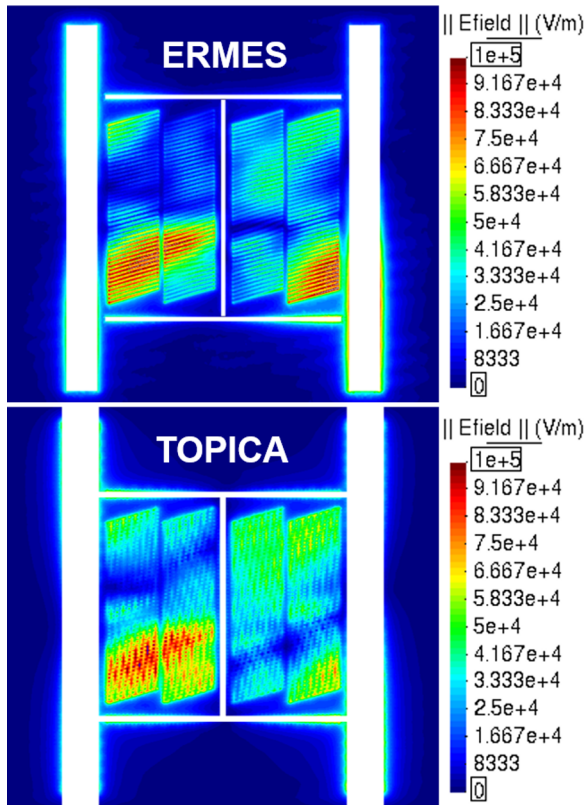 || Efield || (V/m)
ERMES
1e+5
9.167e+4
8.333e+4
7.5e+4
6.667e+4
5.833e+4
5e+4
4.167e+4
3.333e+4
2.5e+4
1.667e+4
8333
0
|| Efield || (V/m)
TOPICA
1e+5
9.167e+4
8.333e+4
7.5e+4
6.667e+4
5.833e+4
5e+4
4.167e+4
3.333e+4
2.5e+4
1.667e+4
8333
0